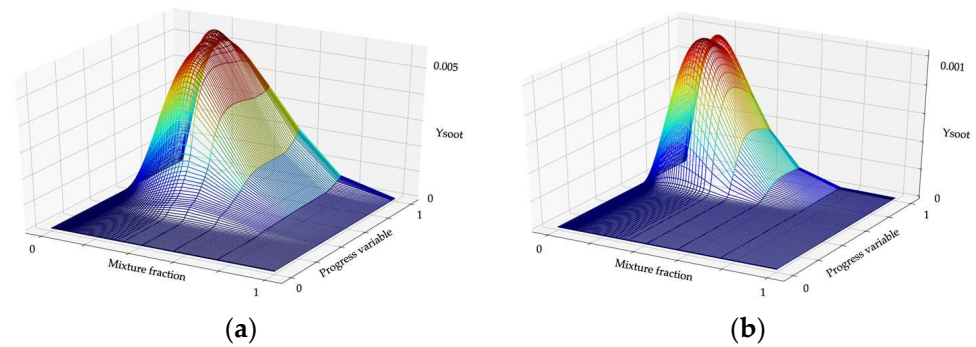 0.005
Ysoot
0
1
Progress variable
0
0
Mixture fraction
1
(a)
0.001
Ysoot
0
1
Progress variable
0
0
Mixture fraction
1
(b)